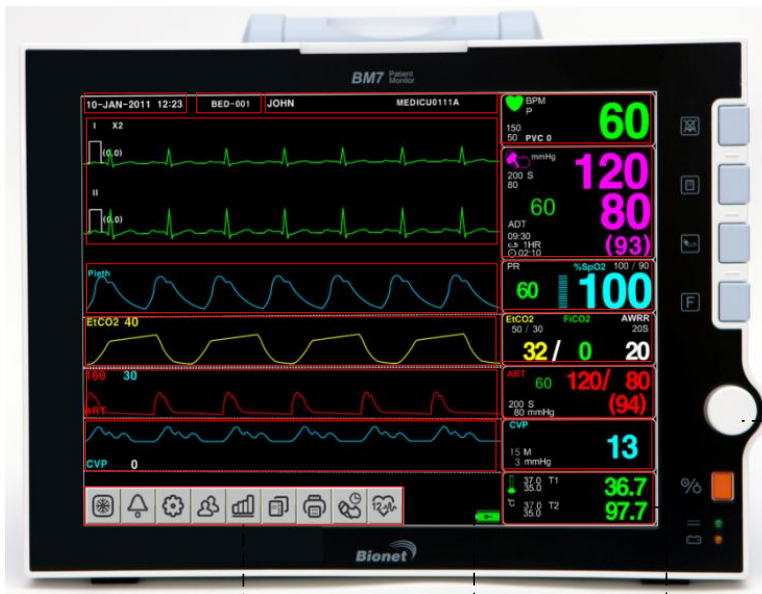 BM7 Patient Monitor
10-JAN-2011 12:23 BED-001 JOHN MEDICU0111A
I X2
(0.0)
II
(0.0)
Pleth
EtCO2 40
160 30
ART
CVP 0
BPM
P
150
50 PVC 0
60
mmHg
200 S
80
120
60 80
ADT
09:30
1HR
02:10
(93)
PR %SpO2 100 / 90
60 100
EtCO2 FiCO2 AWRR
50 / 30 20S
32 / 0 20
ART 60 120/ 80
200 S
80 mmHg
(94)
CVP
15 M
3 mmHg
13
37.0 T1
35.0
36.7
°C 37.0 T2
35.0
97.7
12
F
Bionet